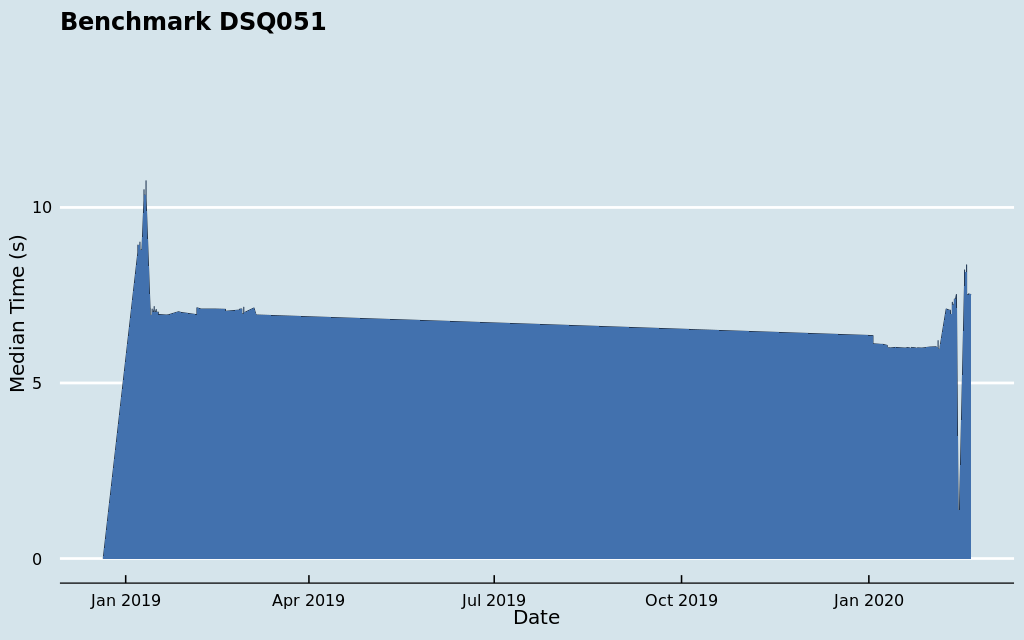 Benchmark DSQ051
Median Time (s)
10
5
0
Jan 2019
Apr 2019
Jul 2019
Oct 2019
Jan 2020
Date